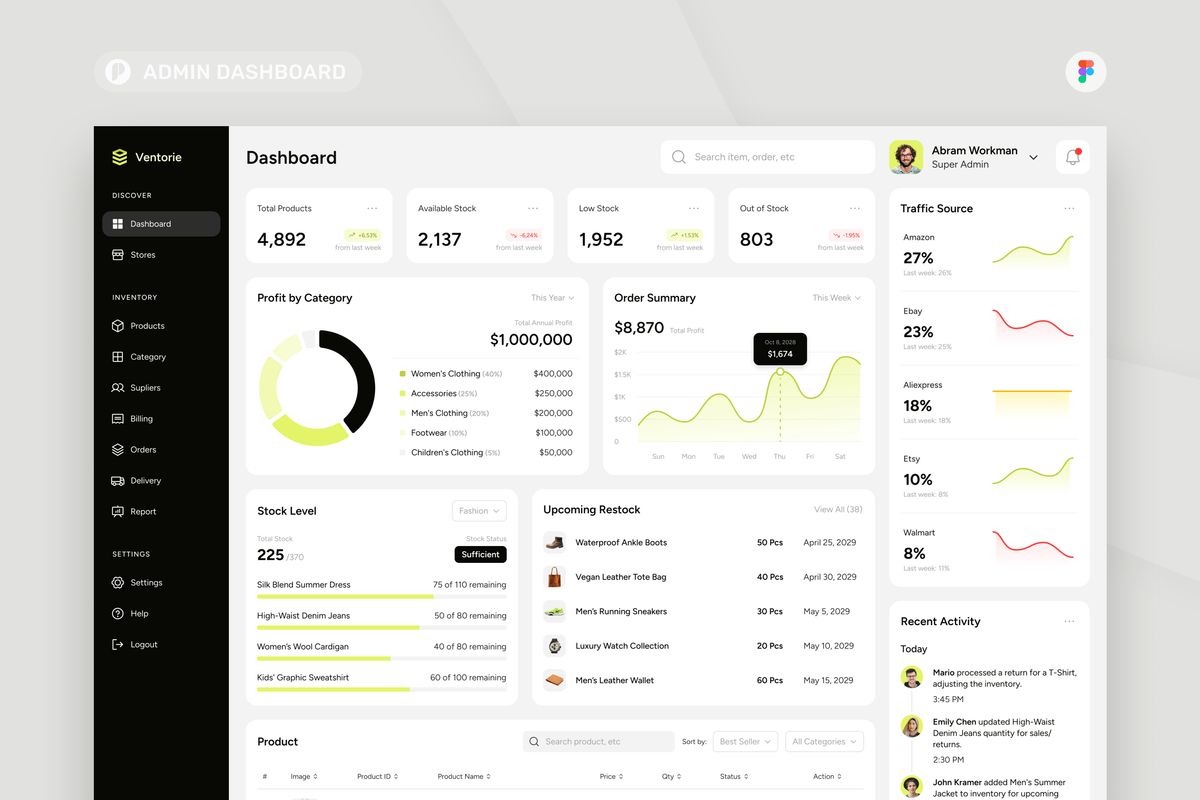 ADMIN DASHBOARD
Ventorie
DISCOVER
Dashboard
Stores
INVENTORY
Products
Category
Supliers
Billing
Orders
Delivery
Report
SETTINGS
Settings
Help
Logout
Dashboard
Search item, order, etc
Abram Workman
Super Admin
Total Products
4,892
+6.53%
from last week
Available Stock
2,137
-6.24%
from last week
Low Stock
1,952
+1.53%
from last week
Out of Stock
803
-1.95%
from last week
Profit by Category
This Year
Total Annual Profit
$1,000,000
Women's Clothing (40%) $400,000
Accessories (25%) $250,000
Men's Clothing (20%) $200,000
Footwear (10%) $100,000
Children's Clothing (5%) $50,000
Order Summary
This Week
$8,870 Total Profit
Oct 8, 2028
$1,674
$2K
$1.5K
$1K
$500
0
Sun Mon Tue Wed Thu Fri Sat
Stock Level
Fashion
Total Stock
Stock Status
225 /370
Sufficient
Silk Blend Summer Dress 75 of 110 remaining
High-Waist Denim Jeans 50 of 80 remaining
Women's Wool Cardigan 40 of 80 remaining
Kids' Graphic Sweatshirt 60 of 100 remaining
Upcoming Restock
View All (38)
Waterproof Ankle Boots 50 Pcs April 25, 2029
Vegan Leather Tote Bag 40 Pcs April 30, 2029
Men's Running Sneakers 30 Pcs May 5, 2029
Luxury Watch Collection 20 Pcs May 10, 2029
Men's Leather Wallet 60 Pcs May 15, 2029
Product
Search product, etc
Sort by:
Best Seller
All Categories
# Image Product ID Product Name Price Qty Status Action
Traffic Source
Amazon
27%
Last week: 26%
Ebay
23%
Last week: 25%
Aliexpress
18%
Last week: 18%
Etsy
10%
Last week: 8%
Walmart
8%
Last week: 11%
Recent Activity
Today
Mario processed a return for a T-Shirt,
adjusting the inventory.
3:45 PM
Emily Chen updated High-Waist
Denim Jeans quantity for sales/
returns.
2:30 PM
John Kramer added Men's Summer
Jacket to inventory for upcoming